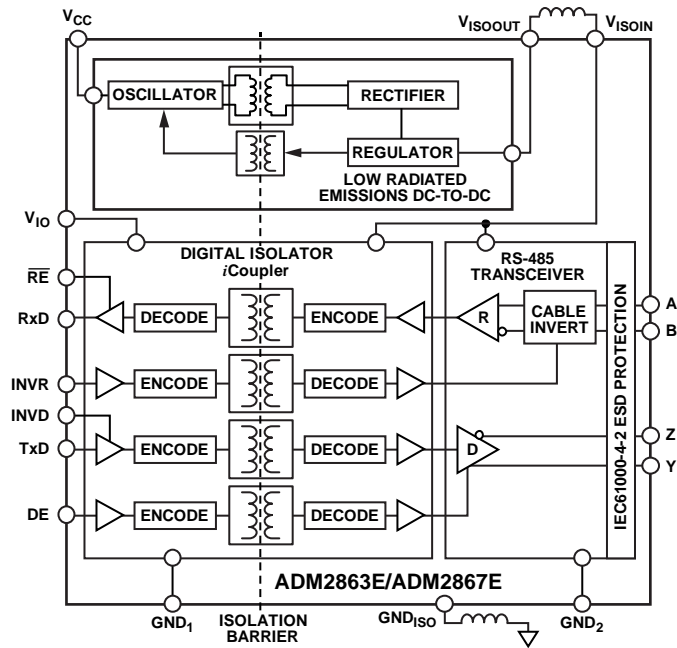 VCC
VISOOUT
VISOIN
OSCILLATOR
RECTIFIER
REGULATOR
LOW RADIATED
EMISSIONS DC-TO-DC
VIO
DIGITAL ISOLATOR
iCoupler
RS-485
TRANSCEIVER
RE
RxD
DECODE
ENCODE
R
CABLE
INVERT
A
B
INVR
ENCODE
DECODE
INVD
TxD
ENCODE
DECODE
D
Z
Y
DE
ENCODE
DECODE
IEC61000-4-2 ESD PROTECTION
ADM2863E/ADM2867E
GND1
ISOLATION
BARRIER
GNDISO
GND2